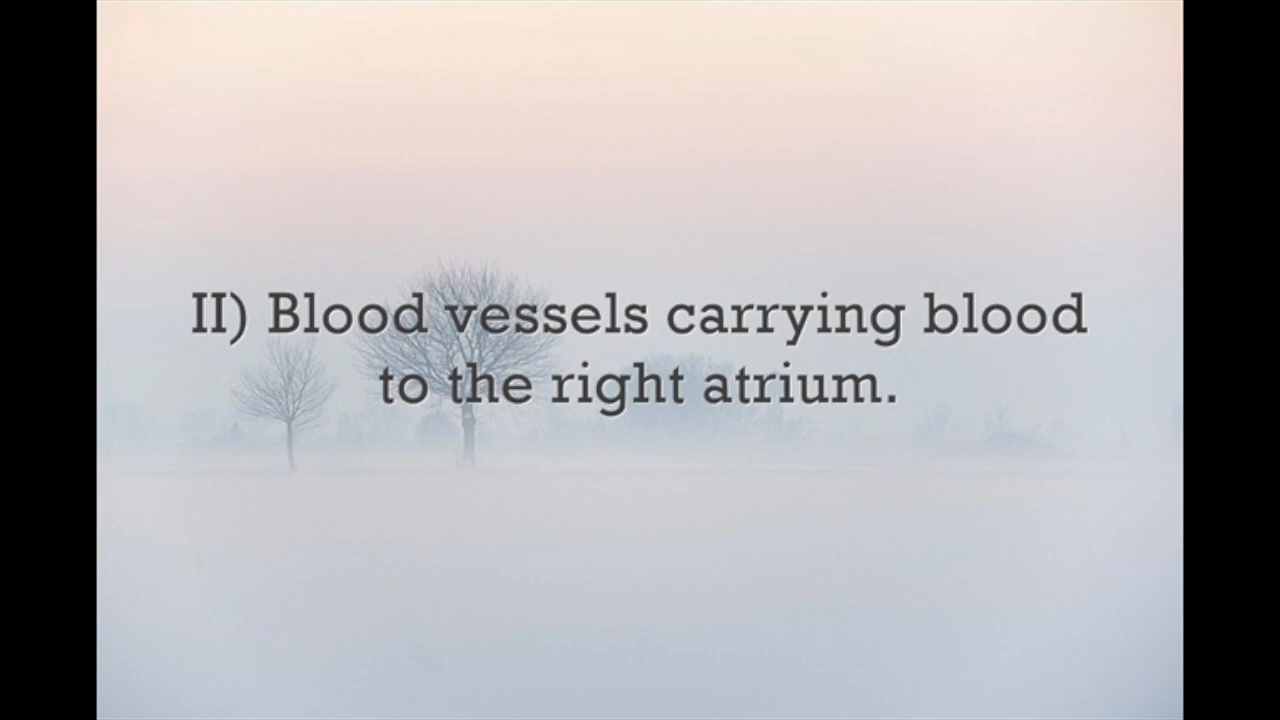 II) Blood vessels carrying blood
to the right atrium.